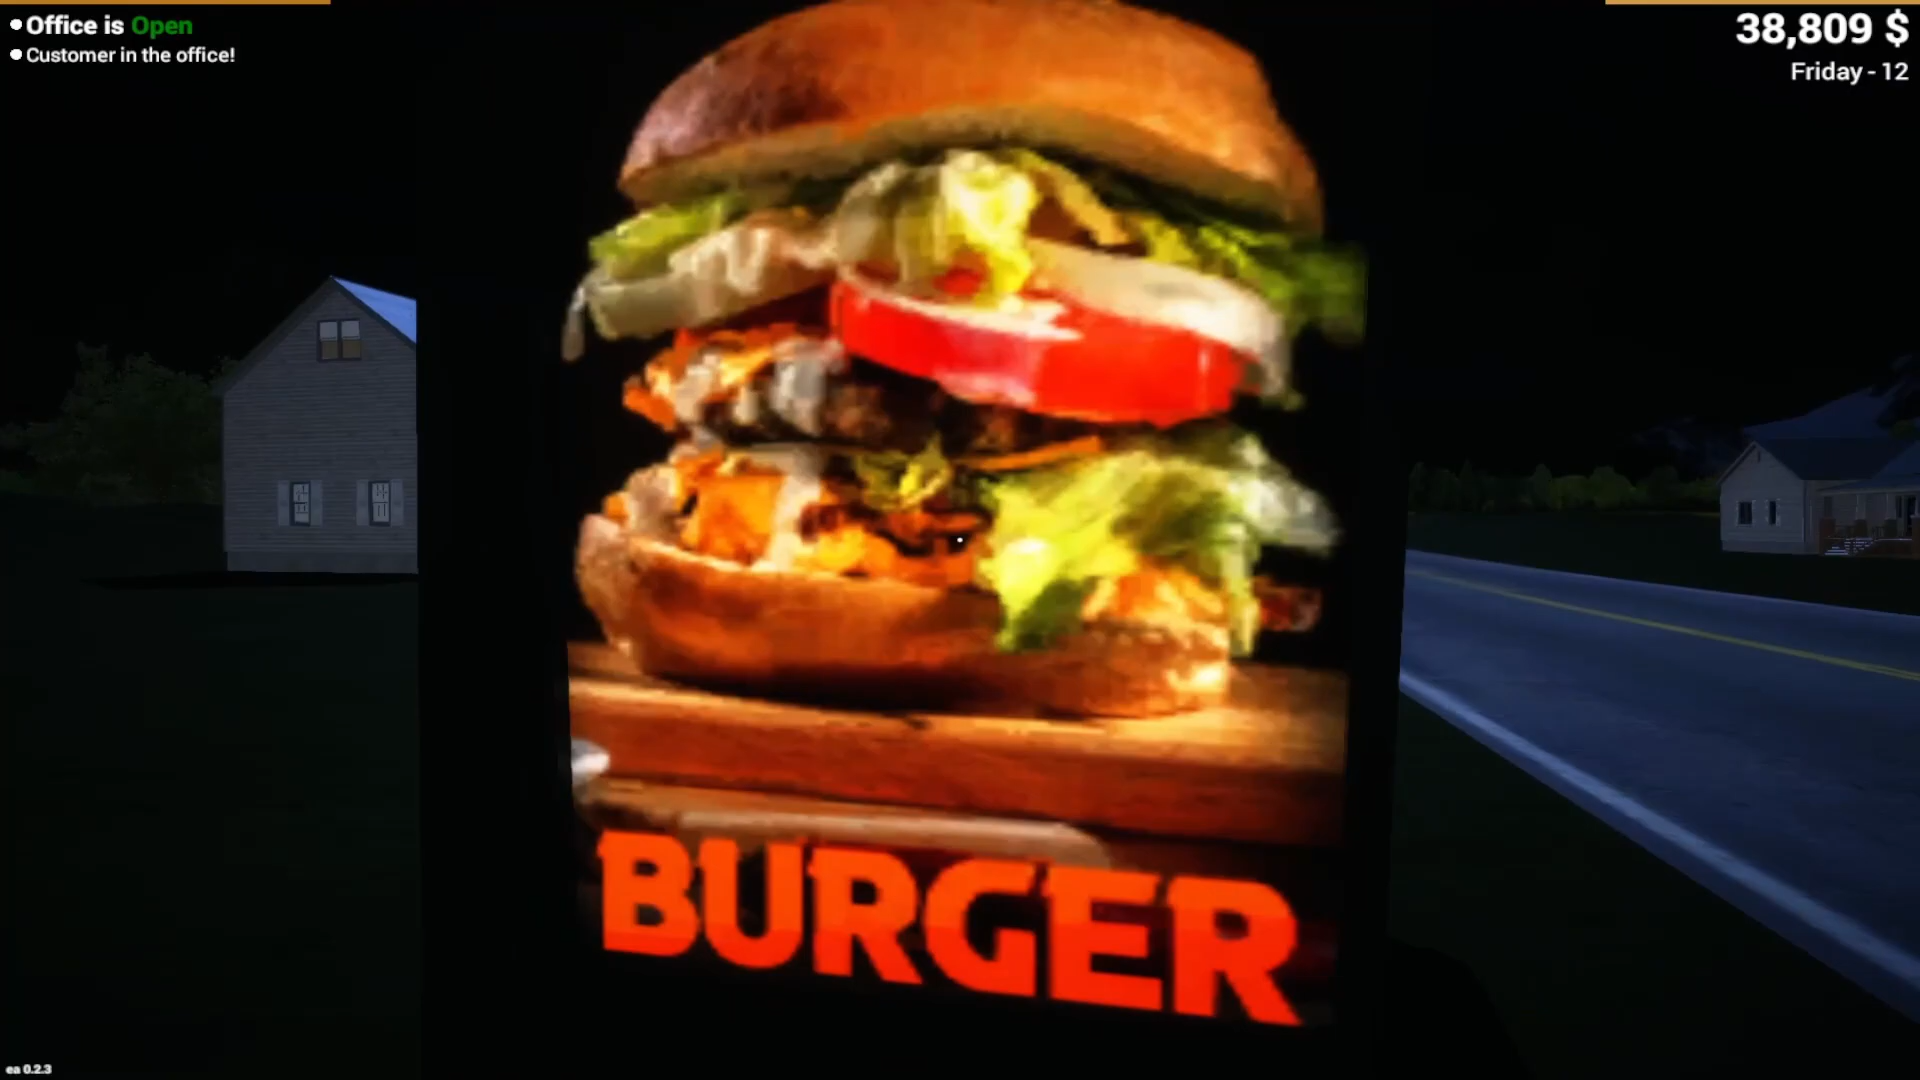 Office is Open
Customer in the office!
38,809 $
Friday - 12
BURGER
ea 0.2.3